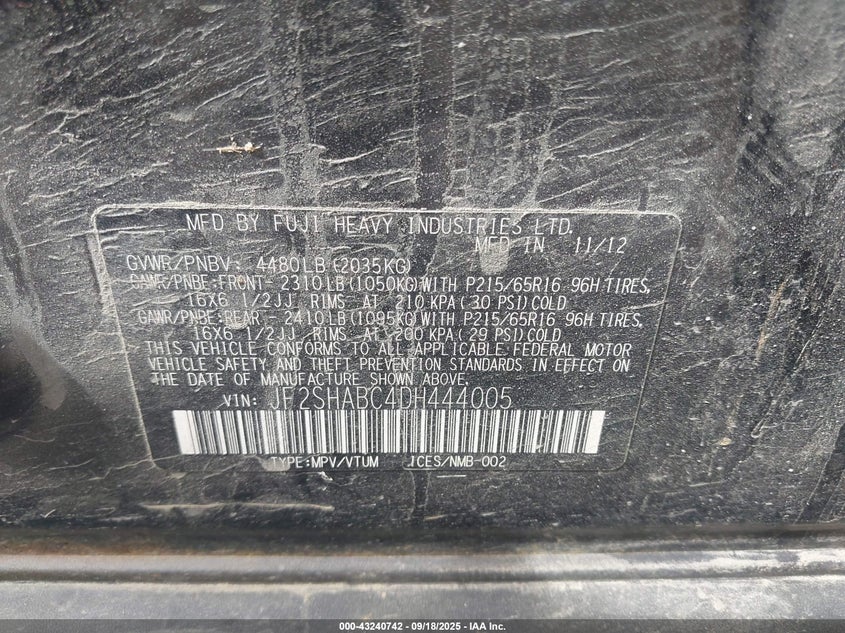 MFD BY FUJI HEAVY INDUSTRIES LTD.
MFD IN 11/12
GVWR/PNBV: 4480LB(2035KG)
GAWR/PNBE:FRONT- 2310LB(1050KG)WITH P215/65R16 96H TIRES,
16X6 1/2JJ RIMS AT 210 KPA(30 PSI)COLD
GAWR/PNBE:REAR - 2410LB(1095KG)WITH P215/65R16 96H TIRES,
16X6 1/2JJ RIMS AT 200 KPA(29 PSI)COLD
THIS VEHICLE CONFORMS TO ALL APPLICABLE FEDERAL MOTOR
VEHICLE SAFETY AND THEFT PREVENTION STANDARDS IN EFFECT ON
THE DATE OF MANUFACTURE SHOWN ABOVE.
VIN: JF2SHABC4DH444005
TYPE:MPV/VTUM ICES/NMB-002
000-43240742 - 09/18/2025 - IAA Inc.